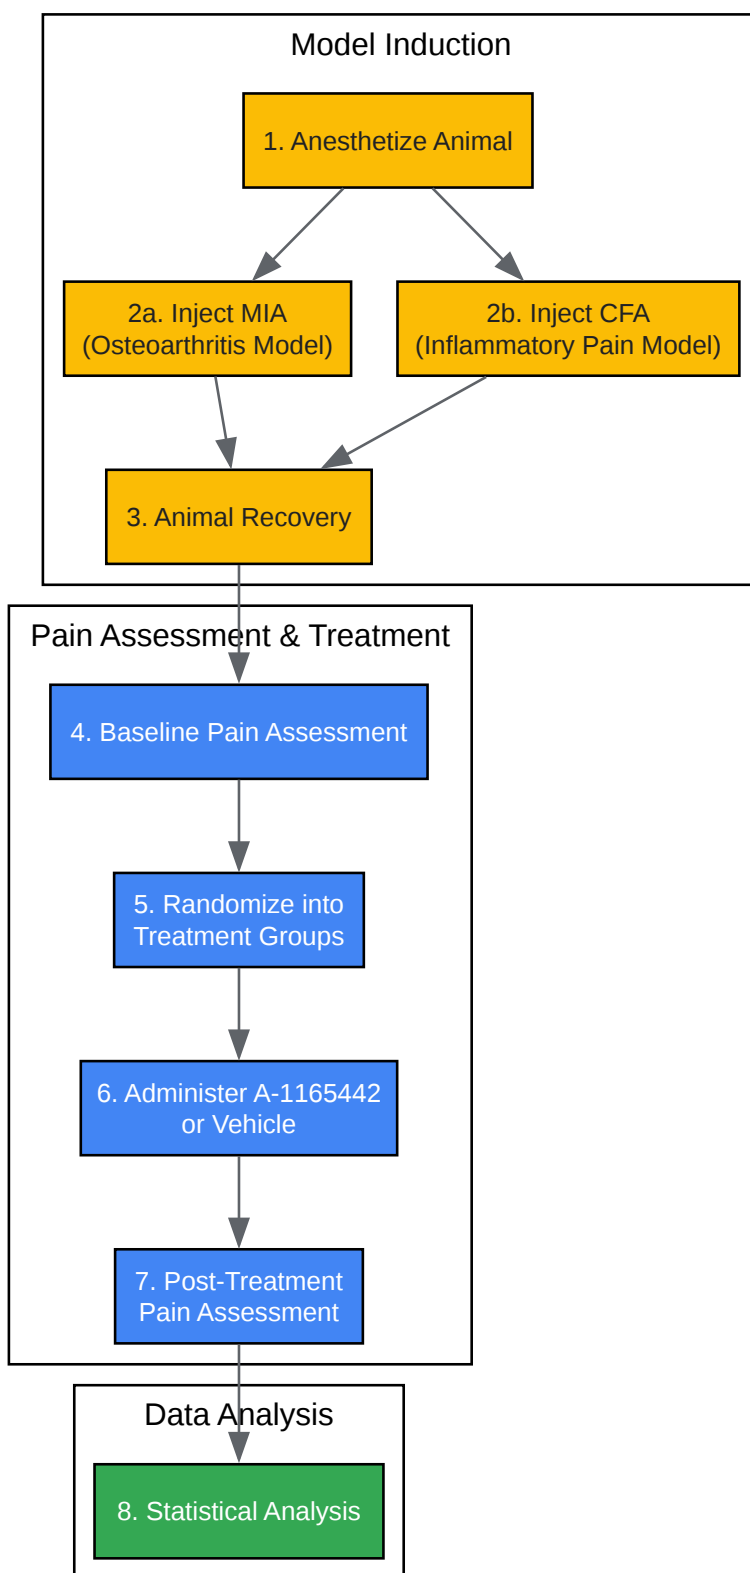 Model Induction
1. Anesthetize Animal
2a. Inject MIA
(Osteoarthritis Model)
2b. Inject CFA
(Inflammatory Pain Model)
3. Animal Recovery
Pain Assessment & Treatment
4. Baseline Pain Assessment
5. Randomize into
Treatment Groups
6. Administer A-1165442
or Vehicle
7. Post-Treatment
Pain Assessment
Data Analysis
8. Statistical Analysis